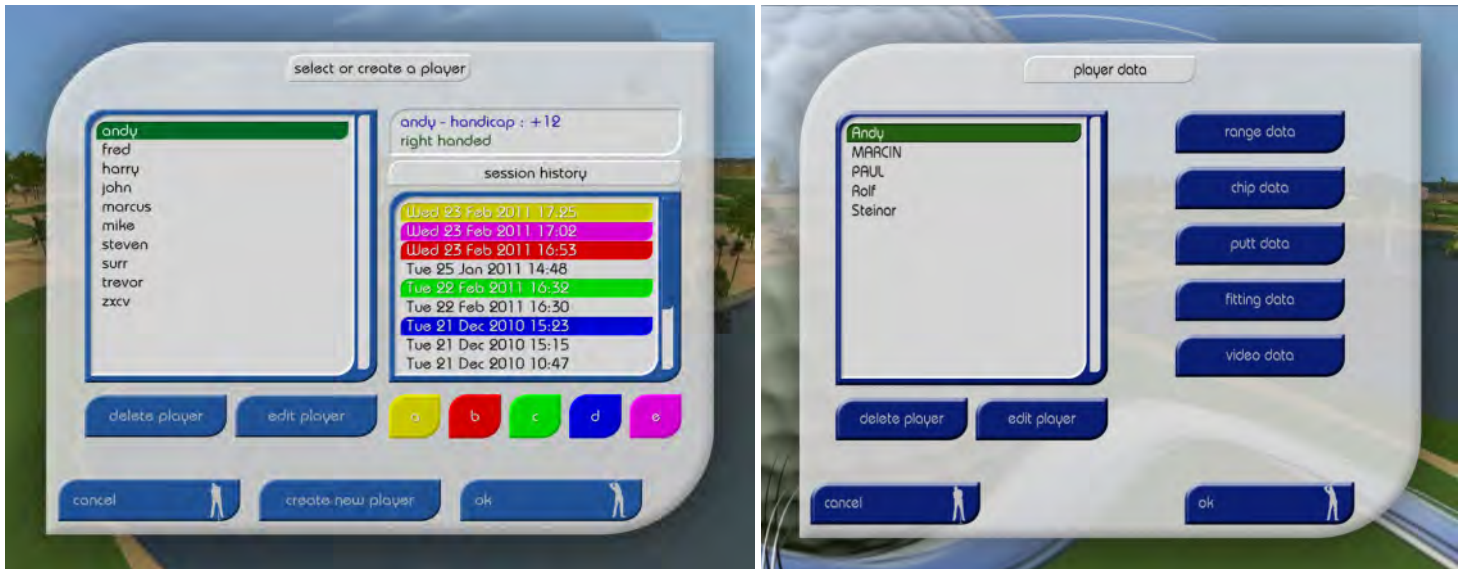 select or create a player
andy
fred
harry
john
marcus
mike
steven
surr
trevor
zxcv
andy - handicap : +12
right handed
session history
Wed 23 Feb 2011 17:25
Wed 23 Feb 2011 17:02
Wed 23 Feb 2011 16:53
Tue 25 Jan 2011 14:48
Tue 22 Feb 2011 16:32
Tue 22 Feb 2011 16:30
Tue 21 Dec 2010 15:23
Tue 21 Dec 2010 15:15
Tue 21 Dec 2010 10:47
delete player edit player a b c d e
cancel create new player ok
player data
Andy
MARCIN
PAUL
Rolf
Steinar
range data
chip data
putt data
fitting data
video data
delete player edit player
cancel ok